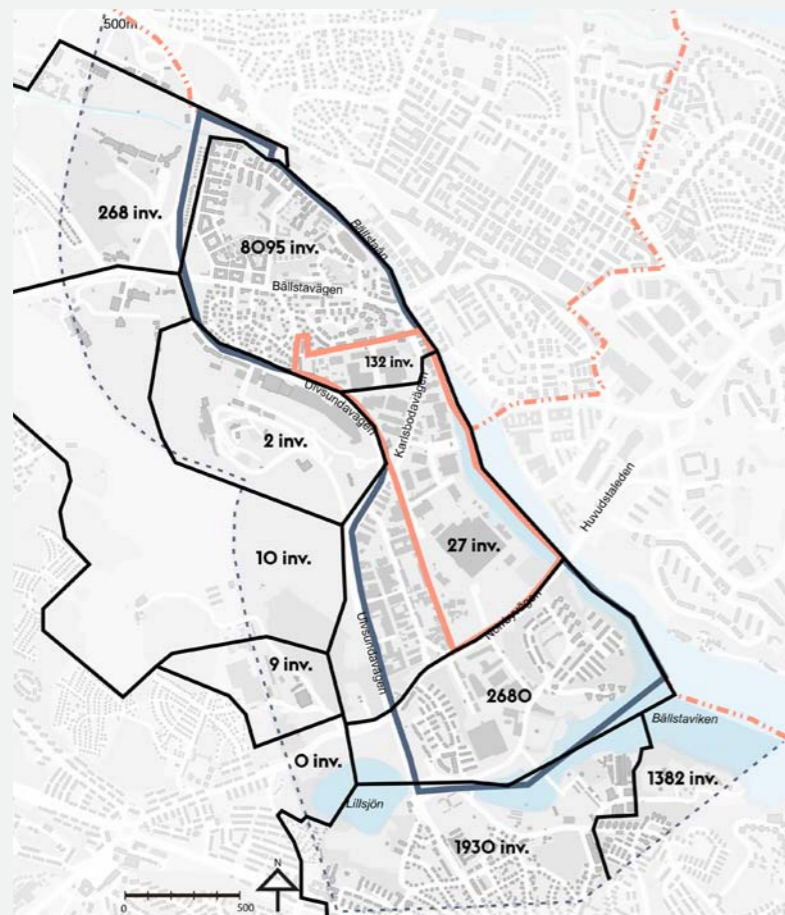 500m
268 inv.
8095 inv.
Bällstaån
Bällstavägen
132 inv.
Ulvsundavägen
Karlsbodavägen
2 inv.
Huvudstaleden
27 inv.
10 inv.
Ulvsundavägen
9 inv.
2680
Bällstaviken
0 inv.
1382 inv.
Lillsjön
1930 inv.
N
0
500